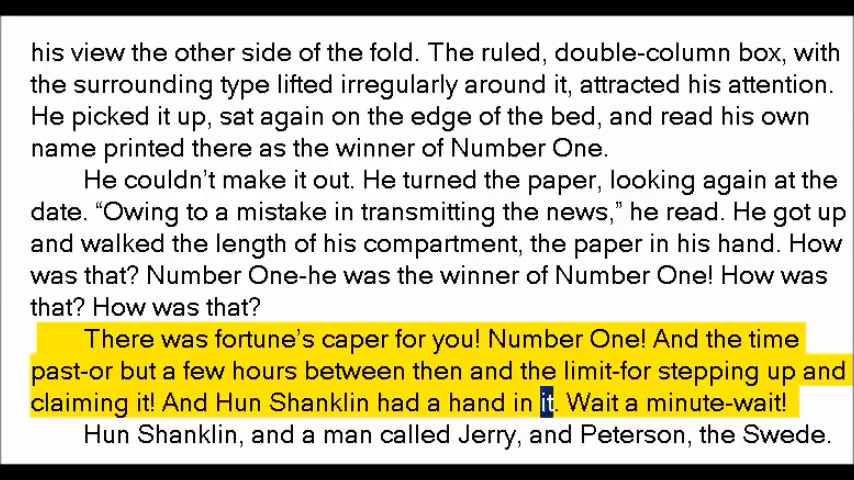 his view the other side of the fold. The ruled, double-column box, with
the surrounding type lifted irregularly around it, attracted his attention.
He picked it up, sat again on the edge of the bed, and read his own
name printed there as the winner of Number One.
He couldn’t make it out. He turned the paper, looking again at the
date. “Owing to a mistake in transmitting the news,” he read. He got up
and walked the length of his compartment, the paper in his hand. How
was that? Number One-he was the winner of Number One! How was
that? How was that?
There was fortune’s caper for you! Number One! And the time
past-or but a few hours between then and the limit-for stepping up and
claiming it! And Hun Shanklin had a hand in it. Wait a minute-wait!
Hun Shanklin, and a man called Jerry, and Peterson, the Swede.